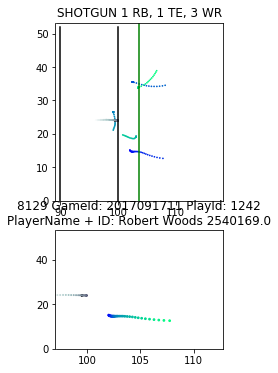 SHOTGUN 1 RB, 1 TE, 3 WR
50
40
30
20
10
0
90 100 110
8129 GameId: 2017091711 PlayId: 1242
PlayerName + ID: Robert Woods 2540169.0
40
20
0
100 105 110